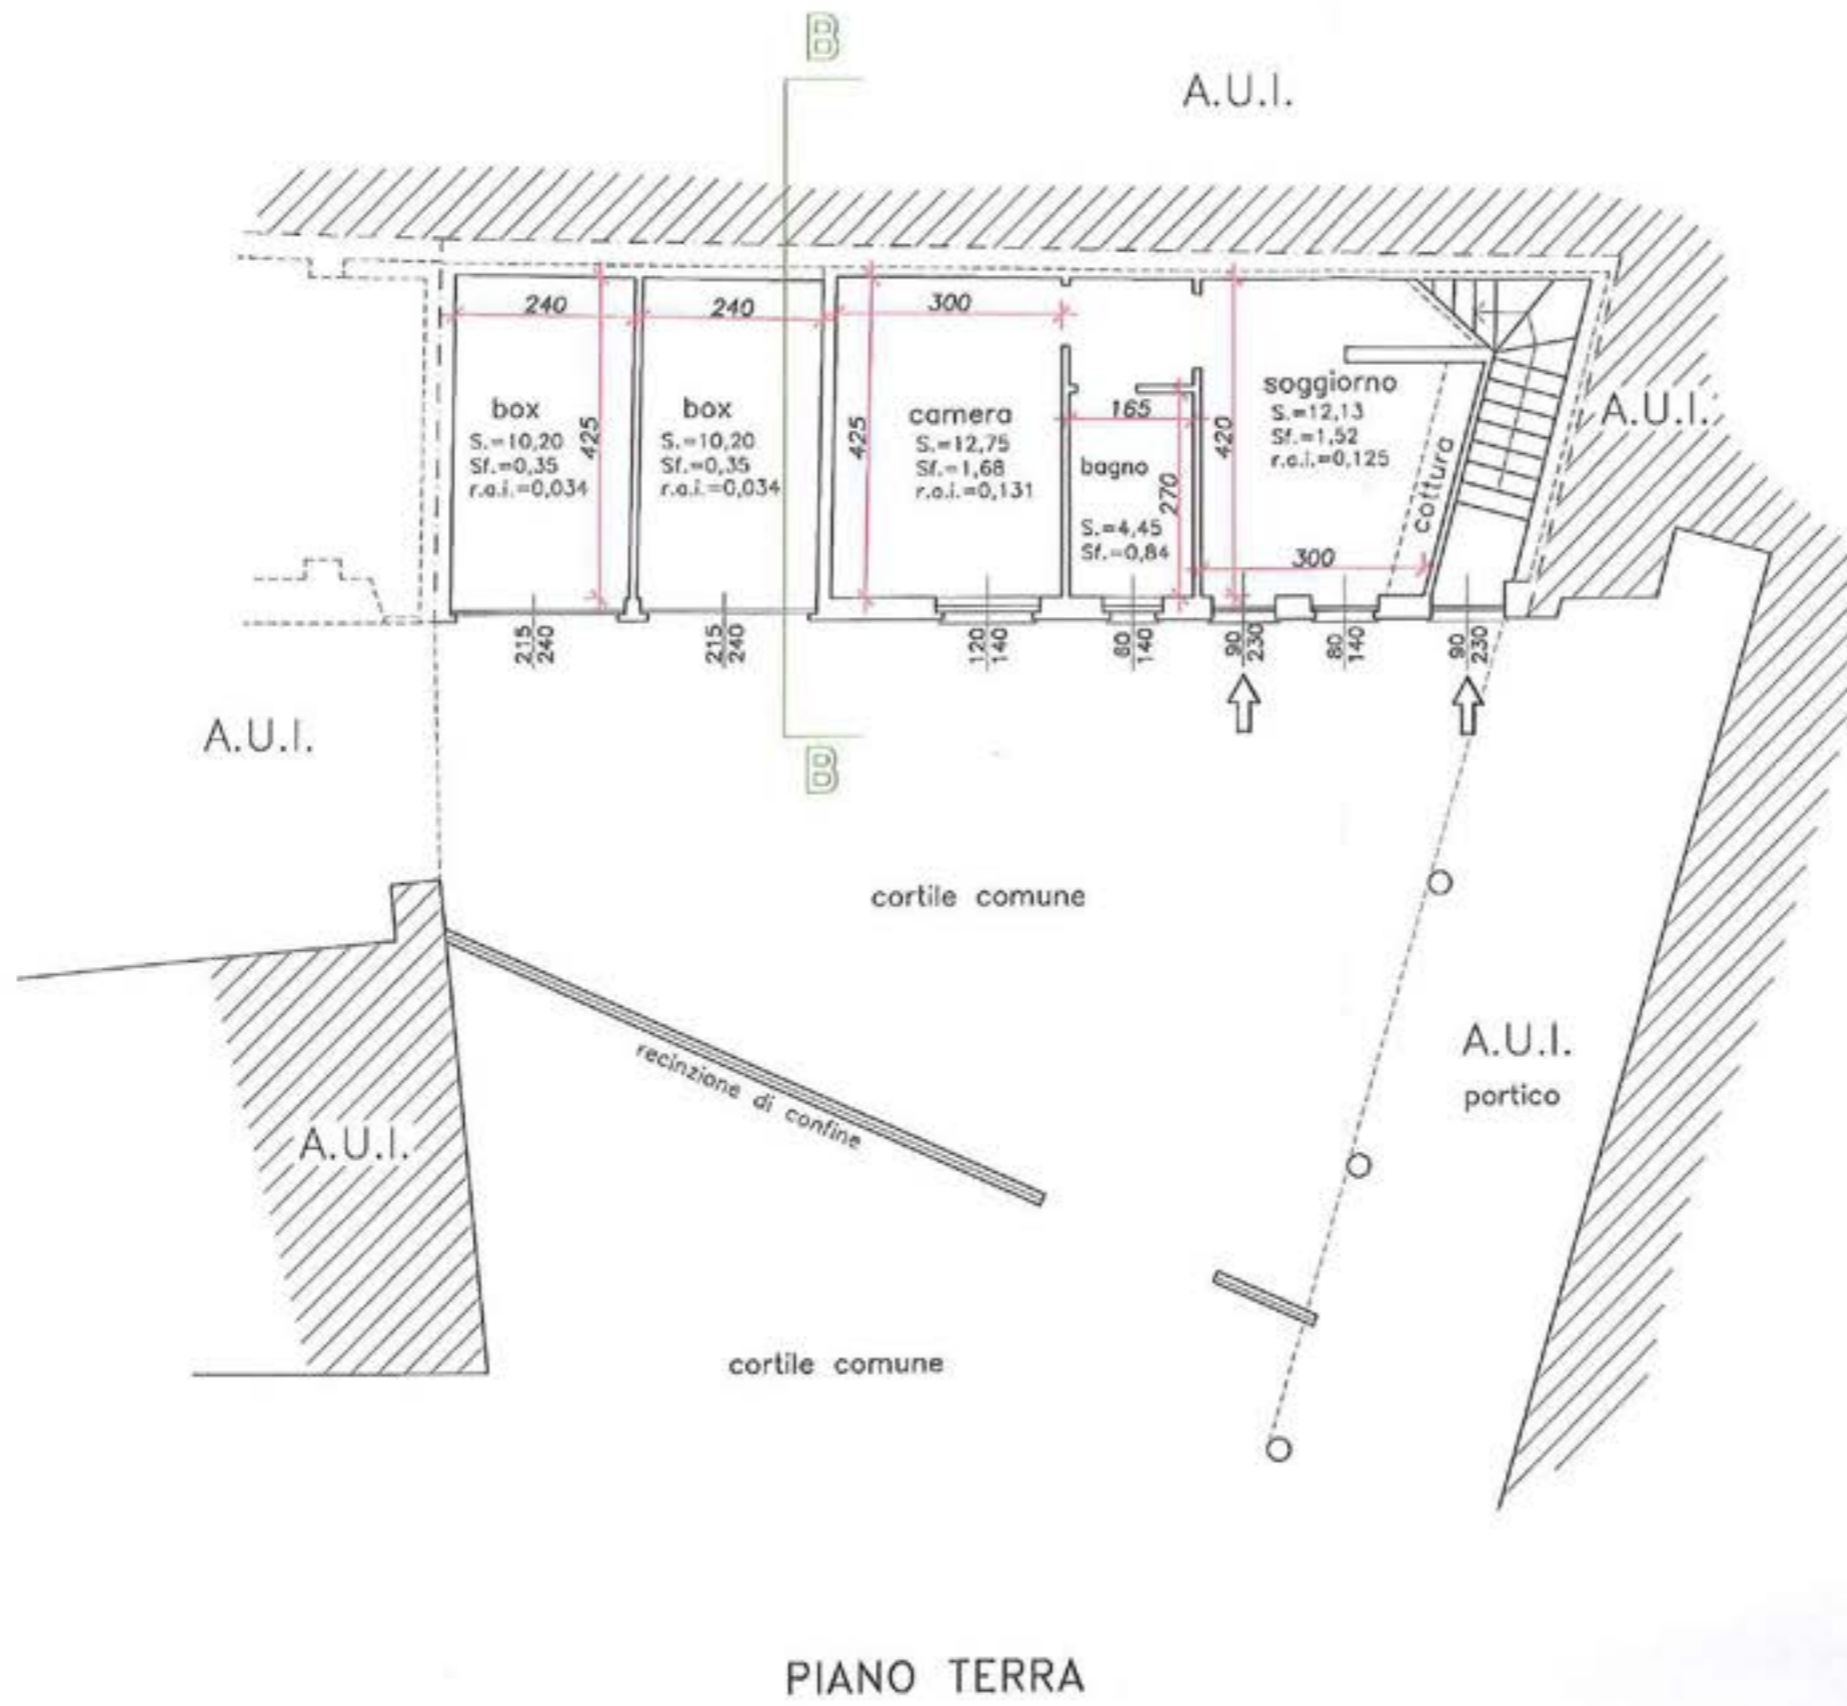 B
A.U.I.
240
240
300
box
S.=10,20
Sf.=0,35
r.a.i.=0,034
425
box
S.=10,20
Sf.=0,35
r.a.i.=0,034
425
camera
S.=12,75
Sf.=1,68
r.a.i.=0,131
165
bagno
S.=4,45
Sf.=0,84
270
420
soggiorno
S.=12,13
Sf.=1,52
r.a.i.=0,125
300
cottura
A.U.I.
215
240
215
240
120
140
60
140
90
230
80
140
90
230
A.U.I.
B
cortile comune
recinzione di confine
A.U.I.
portico
A.U.I.
cortile comune
PIANO TERRA